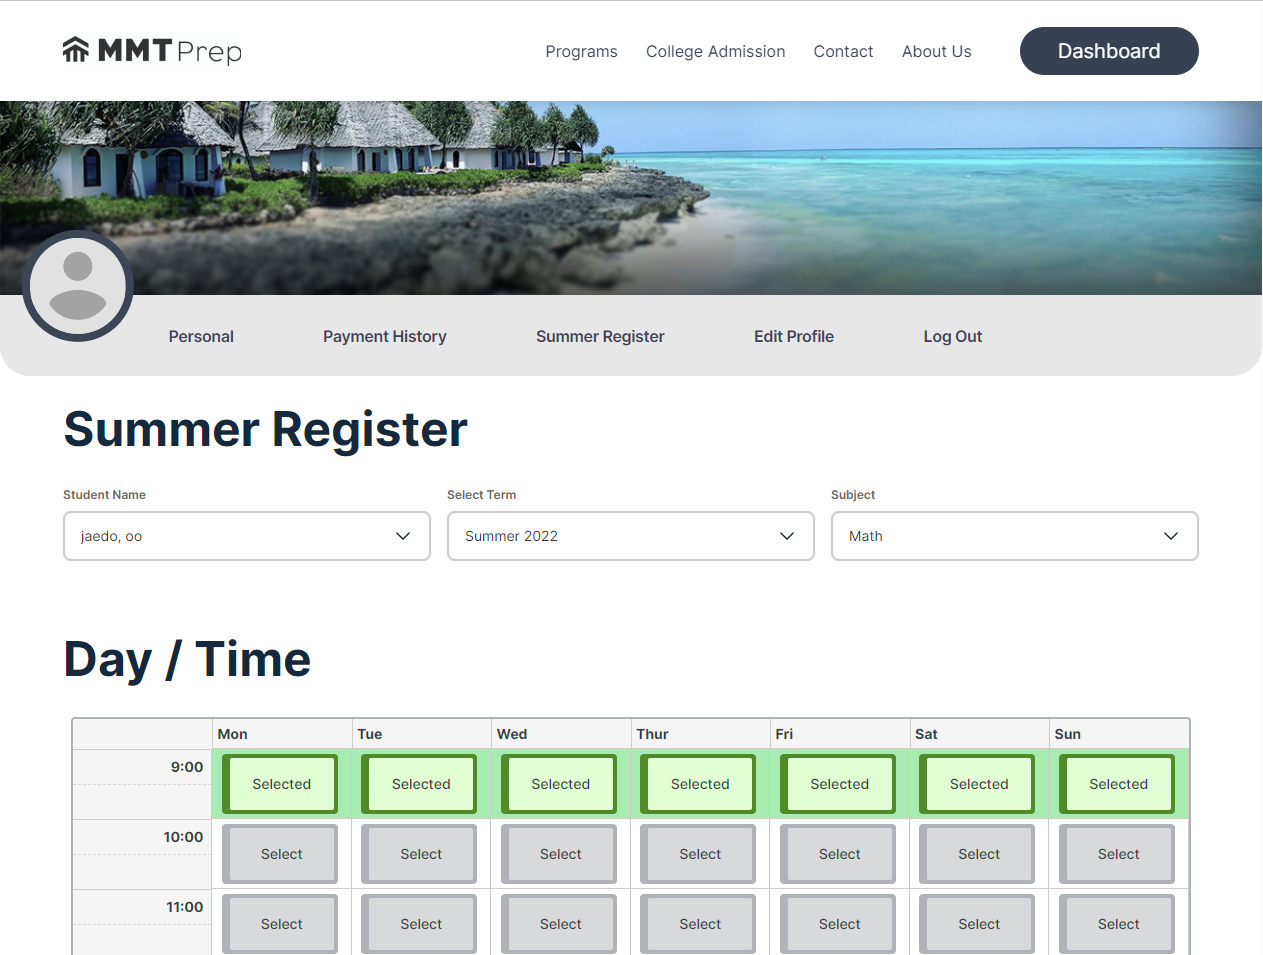 MMT Prep
Programs College Admission Contact About Us Dashboard
Personal Payment History Summer Register Edit Profile Log Out
Summer Register
Student Name Select Term Subject
jaedo, oo Summer 2022 Math
Day / Time
Mon Tue Wed Thur Fri Sat Sun
9:00 Selected Selected Selected Selected Selected Selected Selected
10:00 Select Select Select Select Select Select Select
11:00 Select Select Select Select Select Select Select